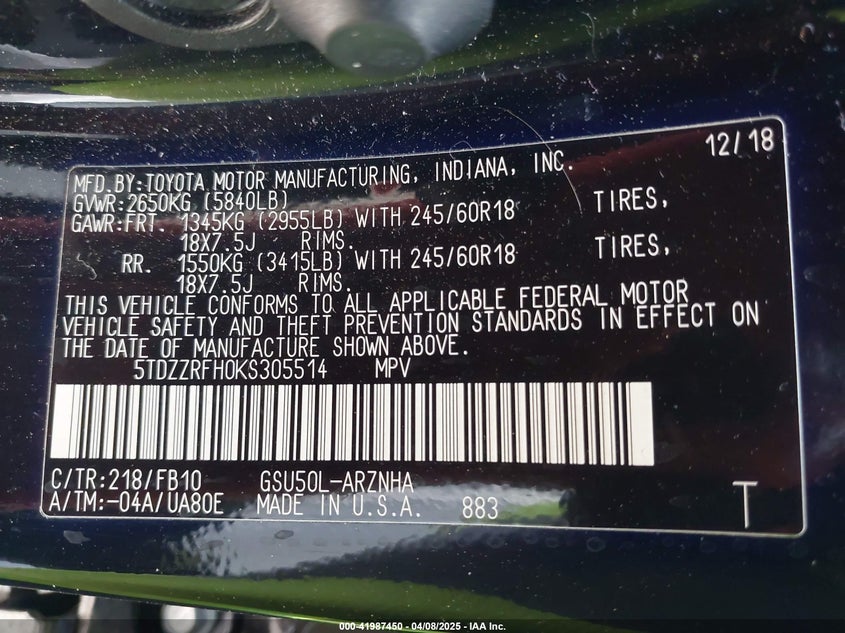 12/18
MFD.BY:TOYOTA MOTOR MANUFACTURING, INDIANA, INC.
GVWR:2650KG (5840LB)
GAWR:FRT. 1345KG (2955LB) WITH 245/60R18 TIRES,
18X7.5J RIMS.
RR. 1550KG (3415LB) WITH 245/60R18 TIRES,
18X7.5J RIMS.
THIS VEHICLE CONFORMS TO ALL APPLICABLE FEDERAL MOTOR
VEHICLE SAFETY AND THEFT PREVENTION STANDARDS IN EFFECT ON
THE DATE OF MANUFACTURE SHOWN ABOVE.
5TDZZRFH0KS305514 MPV
C/TR:218/FB10 GSU50L-ARZNHA
A/TM:-04A/UA80E MADE IN U.S.A. 883 T
000-41987450 - 04/08/2025 - IAA Inc.